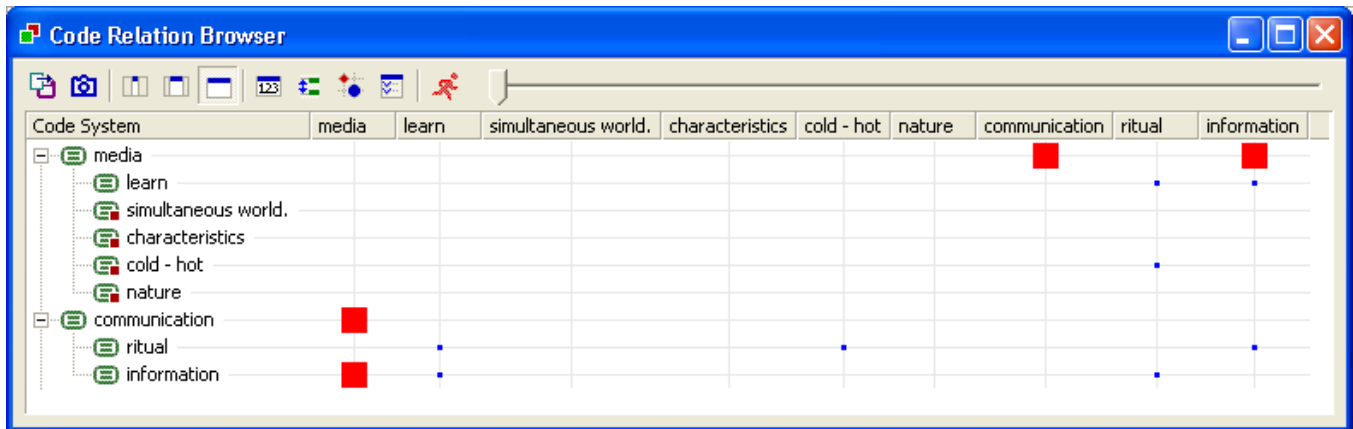 Code Relation Browser
123
Code System media learn simultaneous world. characteristics cold - hot nature communication ritual information
media
learn
simultaneous world.
characteristics
cold - hot
nature
communication
ritual
information